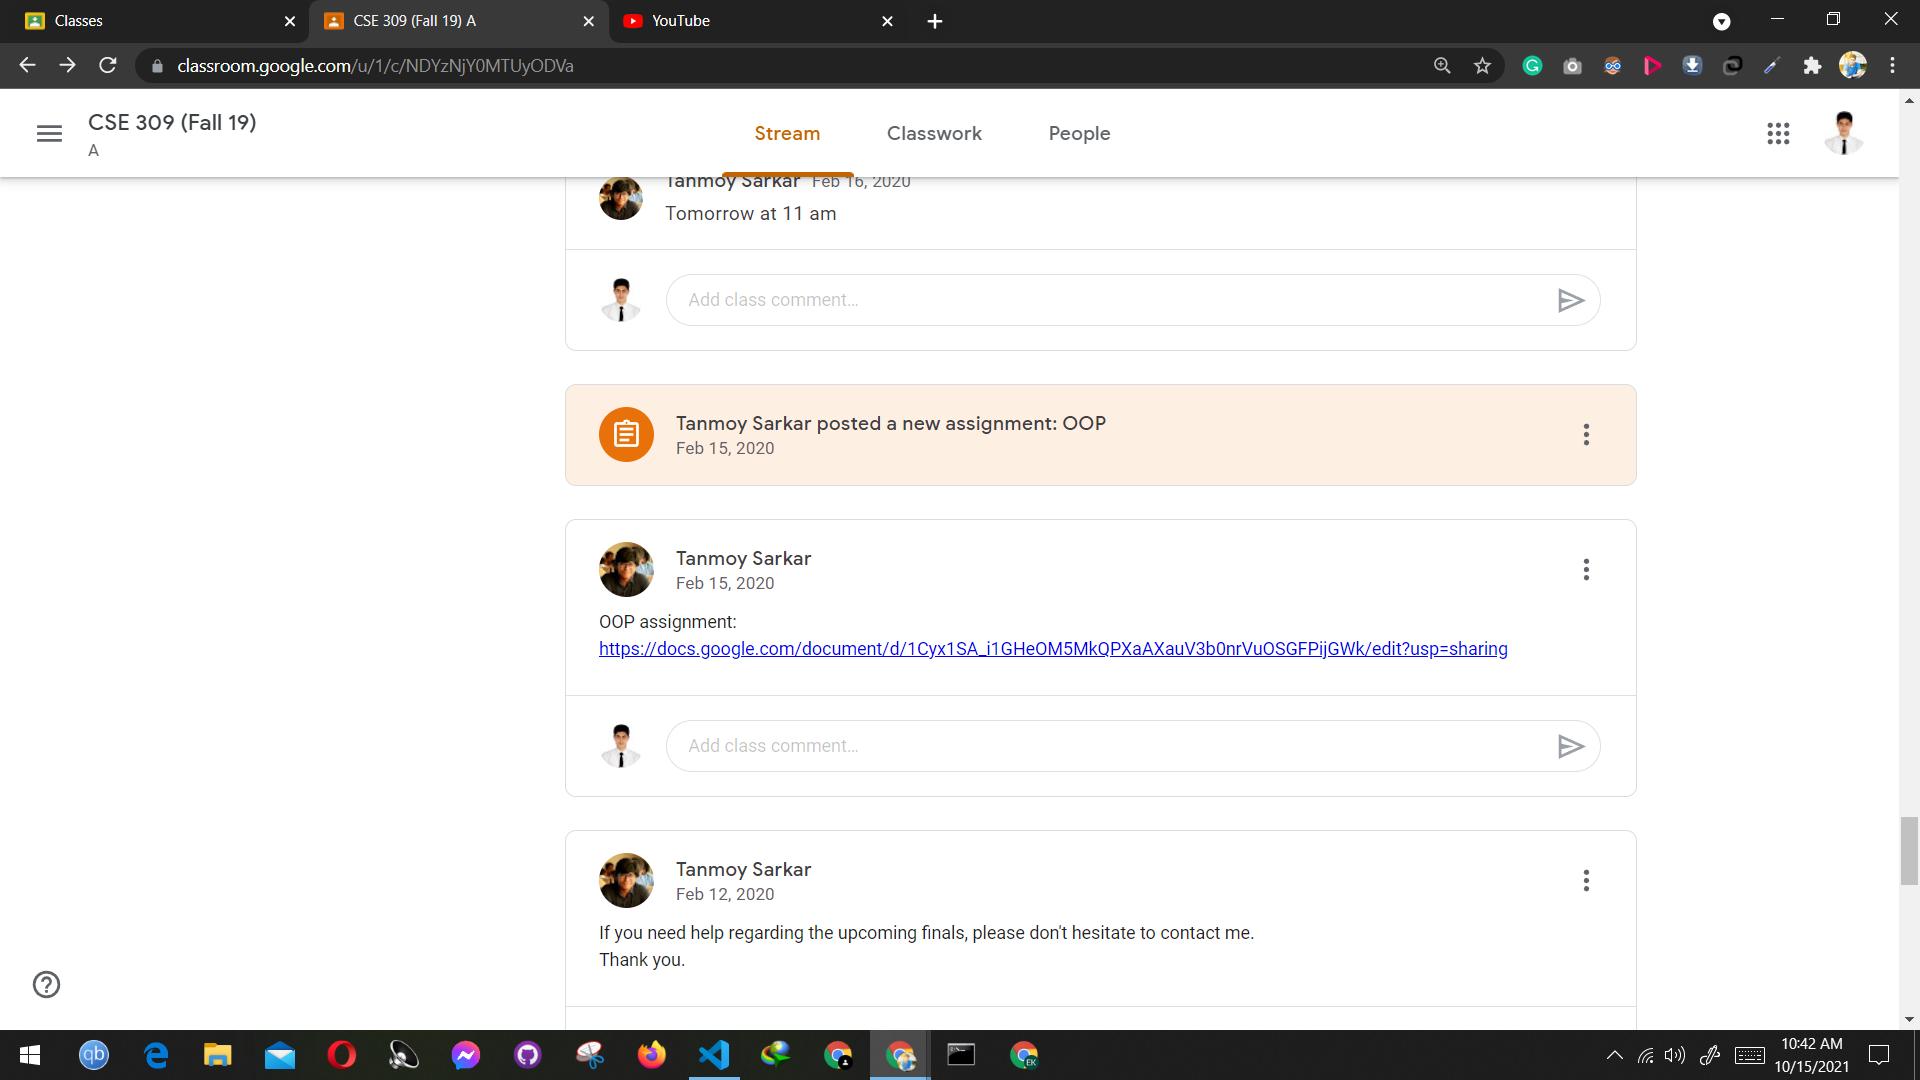 Classes
CSE 309 (Fall 19) A
YouTube
classroom.google.com/u/1/c/NDYzNjY0MTUyODVa
CSE 309 (Fall 19)
A
Stream
Classwork
People
Tanmoy Sarkar Feb 16, 2020
Tomorrow at 11 am
Add class comment...
Tanmoy Sarkar posted a new assignment: OOP
Feb 15, 2020
Tanmoy Sarkar
Feb 15, 2020
OOP assignment:
https://docs.google.com/document/d/1Cyx1SA_i1GHeOM5MkQPXaAXauV3b0nrVuOSGFPijGWk/edit?usp=sharing
Add class comment...
Tanmoy Sarkar
Feb 12, 2020
If you need help regarding the upcoming finals, please don't hesitate to contact me.
Thank you.
qb
EK
10:42 AM
10/15/2021